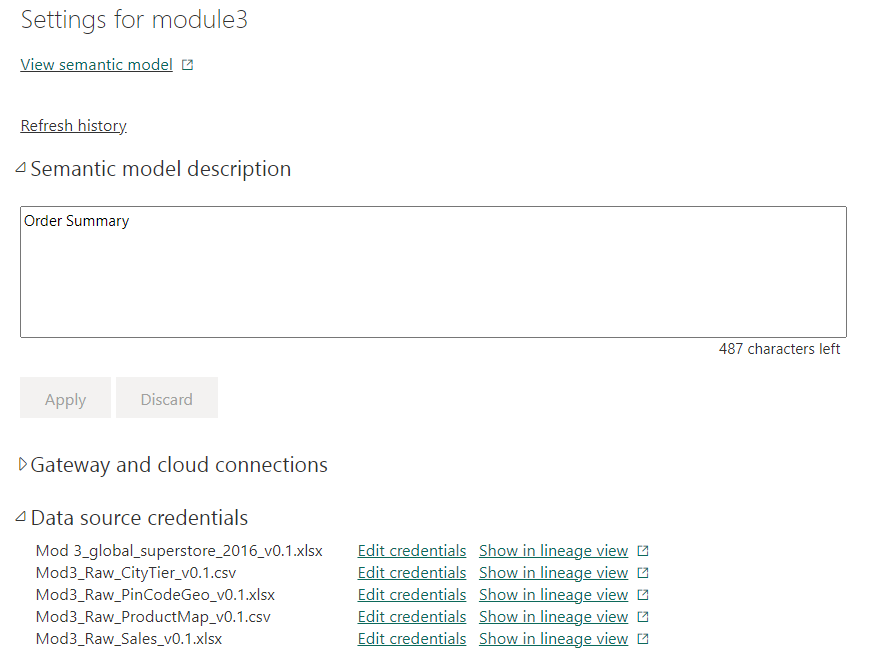 Settings for module3
View semantic model
Refresh history
Semantic model description
Order Summary
487 characters left
Apply Discard
Gateway and cloud connections
Data source credentials
Mod 3_global_superstore_2016_v0.1.xlsx Edit credentials Show in lineage view
Mod3_Raw_CityTier_v0.1.csv Edit credentials Show in lineage view
Mod3_Raw_PinCodeGeo_v0.1.xlsx Edit credentials Show in lineage view
Mod3_Raw_ProductMap_v0.1.csv Edit credentials Show in lineage view
Mod3_Raw_Sales_v0.1.xlsx Edit credentials Show in lineage view